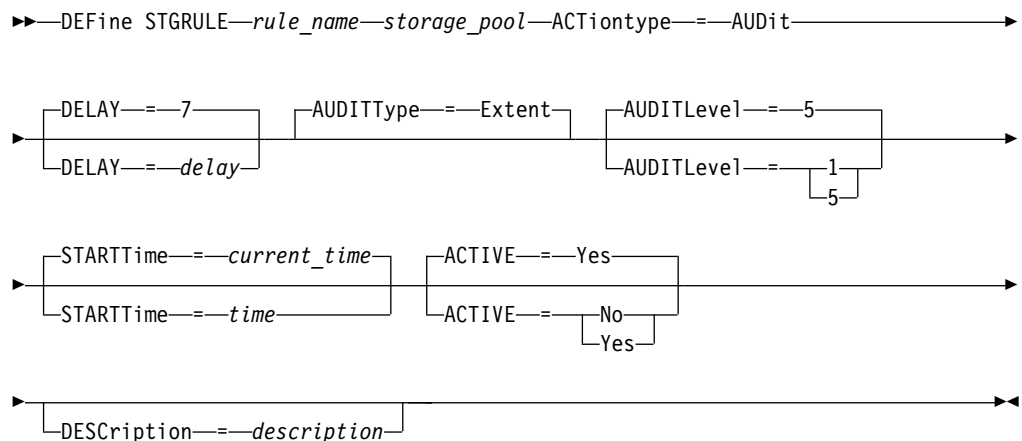 DEFine STGRULE rule_name storage_pool ACTiontype = AUDit
DELAY = 7 AUDITType = Extent AUDITLevel = 5
DELAY = delay AUDITLevel = 1
5
STARTTime = current_time ACTIVE = Yes
STARTTime = time ACTIVE = No
Yes
DESCription = description